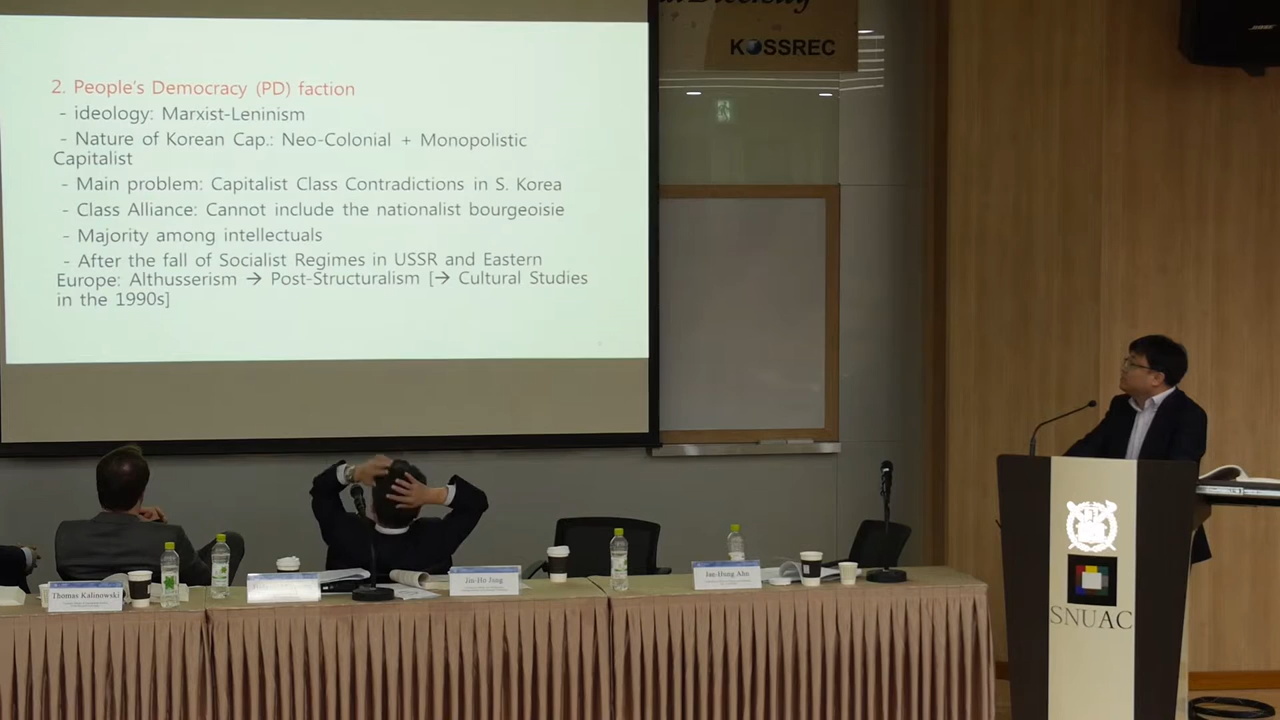 al Diversity
KOSSREC
2. People's Democracy (PD) faction
- ideology: Marxist-Leninism
- Nature of Korean Cap.: Neo-Colonial + Monopolistic
Capitalist
- Main problem: Capitalist Class Contradictions in S. Korea
- Class Alliance: Cannot include the nationalist bourgeoisie
- Majority among intellectuals
- After the fall of Socialist Regimes in USSR and Eastern
Europe: Althusserism → Post-Structuralism [→ Cultural Studies
in the 1990s]
Thomas Kalinowski
Jin-Ho Jang
Jae-Hung Ahn
SNUAC